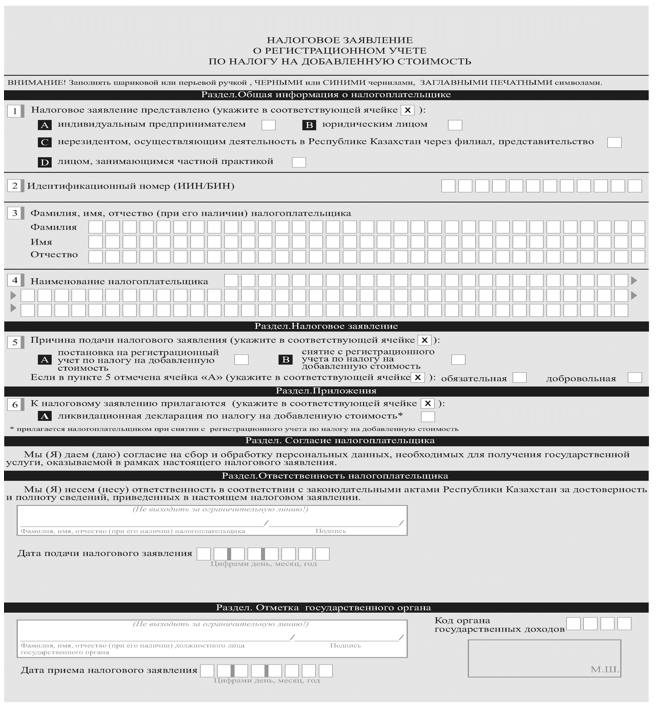 НАЛОГОВОЕ ЗАЯВЛЕНИЕ
О РЕГИСТРАЦИОННОМ УЧЕТЕ
ПО НАЛОГУ НА ДОБАВЛЕННУЮ СТОИМОСТЬ
ВНИМАНИЕ! Заполнять шариковой или перьевой ручкой , ЧЕРНЫМИ или СИНИМИ чернилами, ЗАГЛАВНЫМИ ПЕЧАТНЫМИ символами.
Раздел.Общая информация о налогоплательщике
1 Налоговое заявление представлено (укажите в соответствующей ячейке X ):
A индивидуальным предпринимателем B юридическим лицом
C нерезидентом, осуществляющим деятельность в Республике Казахстан через филиал, представительство
D лицом, занимающимся частной практикой
2 Идентификационный номер (ИИН/БИН)
3 Фамилия, имя, отчество (при его наличии) налогоплательщика
Фамилия
Имя
Отчество
4 Наименование налогоплательщика
Раздел.Налоговое заявление
5 Причина подачи налогового заявления (укажите в соответствующей ячейке X ):
A постановка на регистрационный учет по налогу на добавленную стоимость B снятие с регистрационного учета по налогу на добавленную стоимость
Если в пункте 5 отмечена ячейка «А» (укажите в соответствующей ячейке X ): обязательная добровольная
Раздел.Приложения
6 К налоговому заявлению прилагаются (укажите в соответствующей ячейке X ):
A ликвидационная декларация по налогу на добавленную стоимость*
* прилагается налогоплательщиком при снятии с регистрационного учета по налогу на добавленную стоимость
Раздел. Согласие налогоплательщика
Мы (Я) даем (даю) согласие на сбор и обработку персональных данных, необходимых для получения государственной
услуги, оказываемой в рамках настоящего налогового заявления.
Раздел.Ответственность налогоплательщика
Мы (Я) несем (несу) ответственность в соответствии с законодательными актами Республики Казахстан за достоверность
и полноту сведений, приведенных в настоящем налоговом заявлении.
(Не выходить за ограничительную линию!)
/ /
Фамилия, имя, отчество (при его наличии) налогоплательщика Подпись
Дата подачи налогового заявления
Цифрами день, месяц, год
Раздел. Отметка государственного органа
(Не выходить за ограничительную линию!)
/ /
Фамилия, имя, отчество (при его наличии) должностного лица Подпись
государственного органа
Код органа
государственных доходов
Дата приема налогового заявления
Цифрами день, месяц, год
М.Ш.